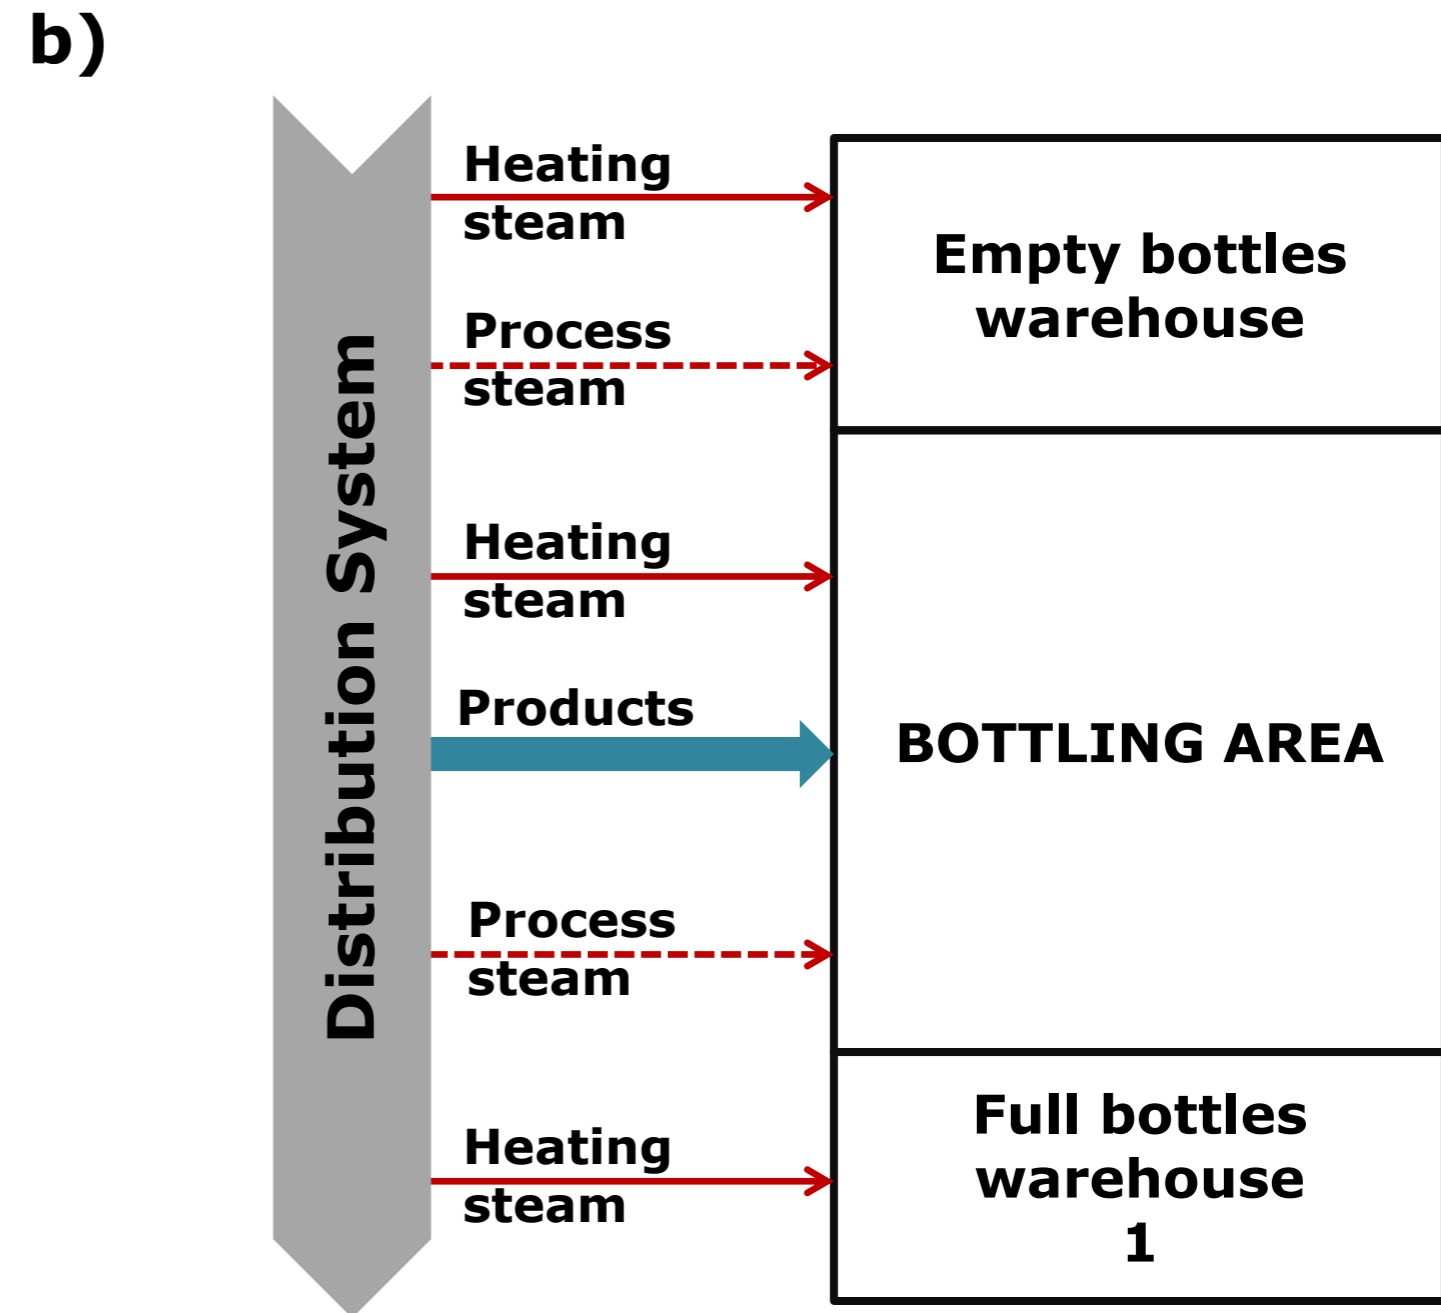 b)
Distribution System
Heating
steam
Process
steam
Empty bottles
warehouse
Heating
steam
Products
Process
steam
BOTTLING AREA
Heating
steam
Full bottles
warehouse
1